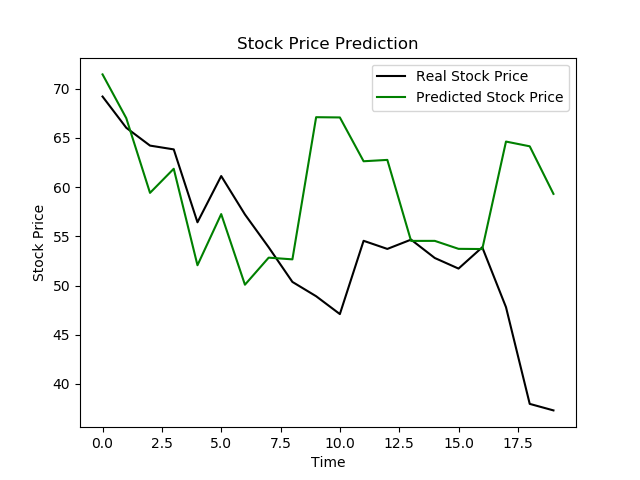 Stock Price Prediction
Real Stock Price
Predicted Stock Price
Stock Price
70
65
60
55
50
45
40
0.0 2.5 5.0 7.5 10.0 12.5 15.0 17.5
Time